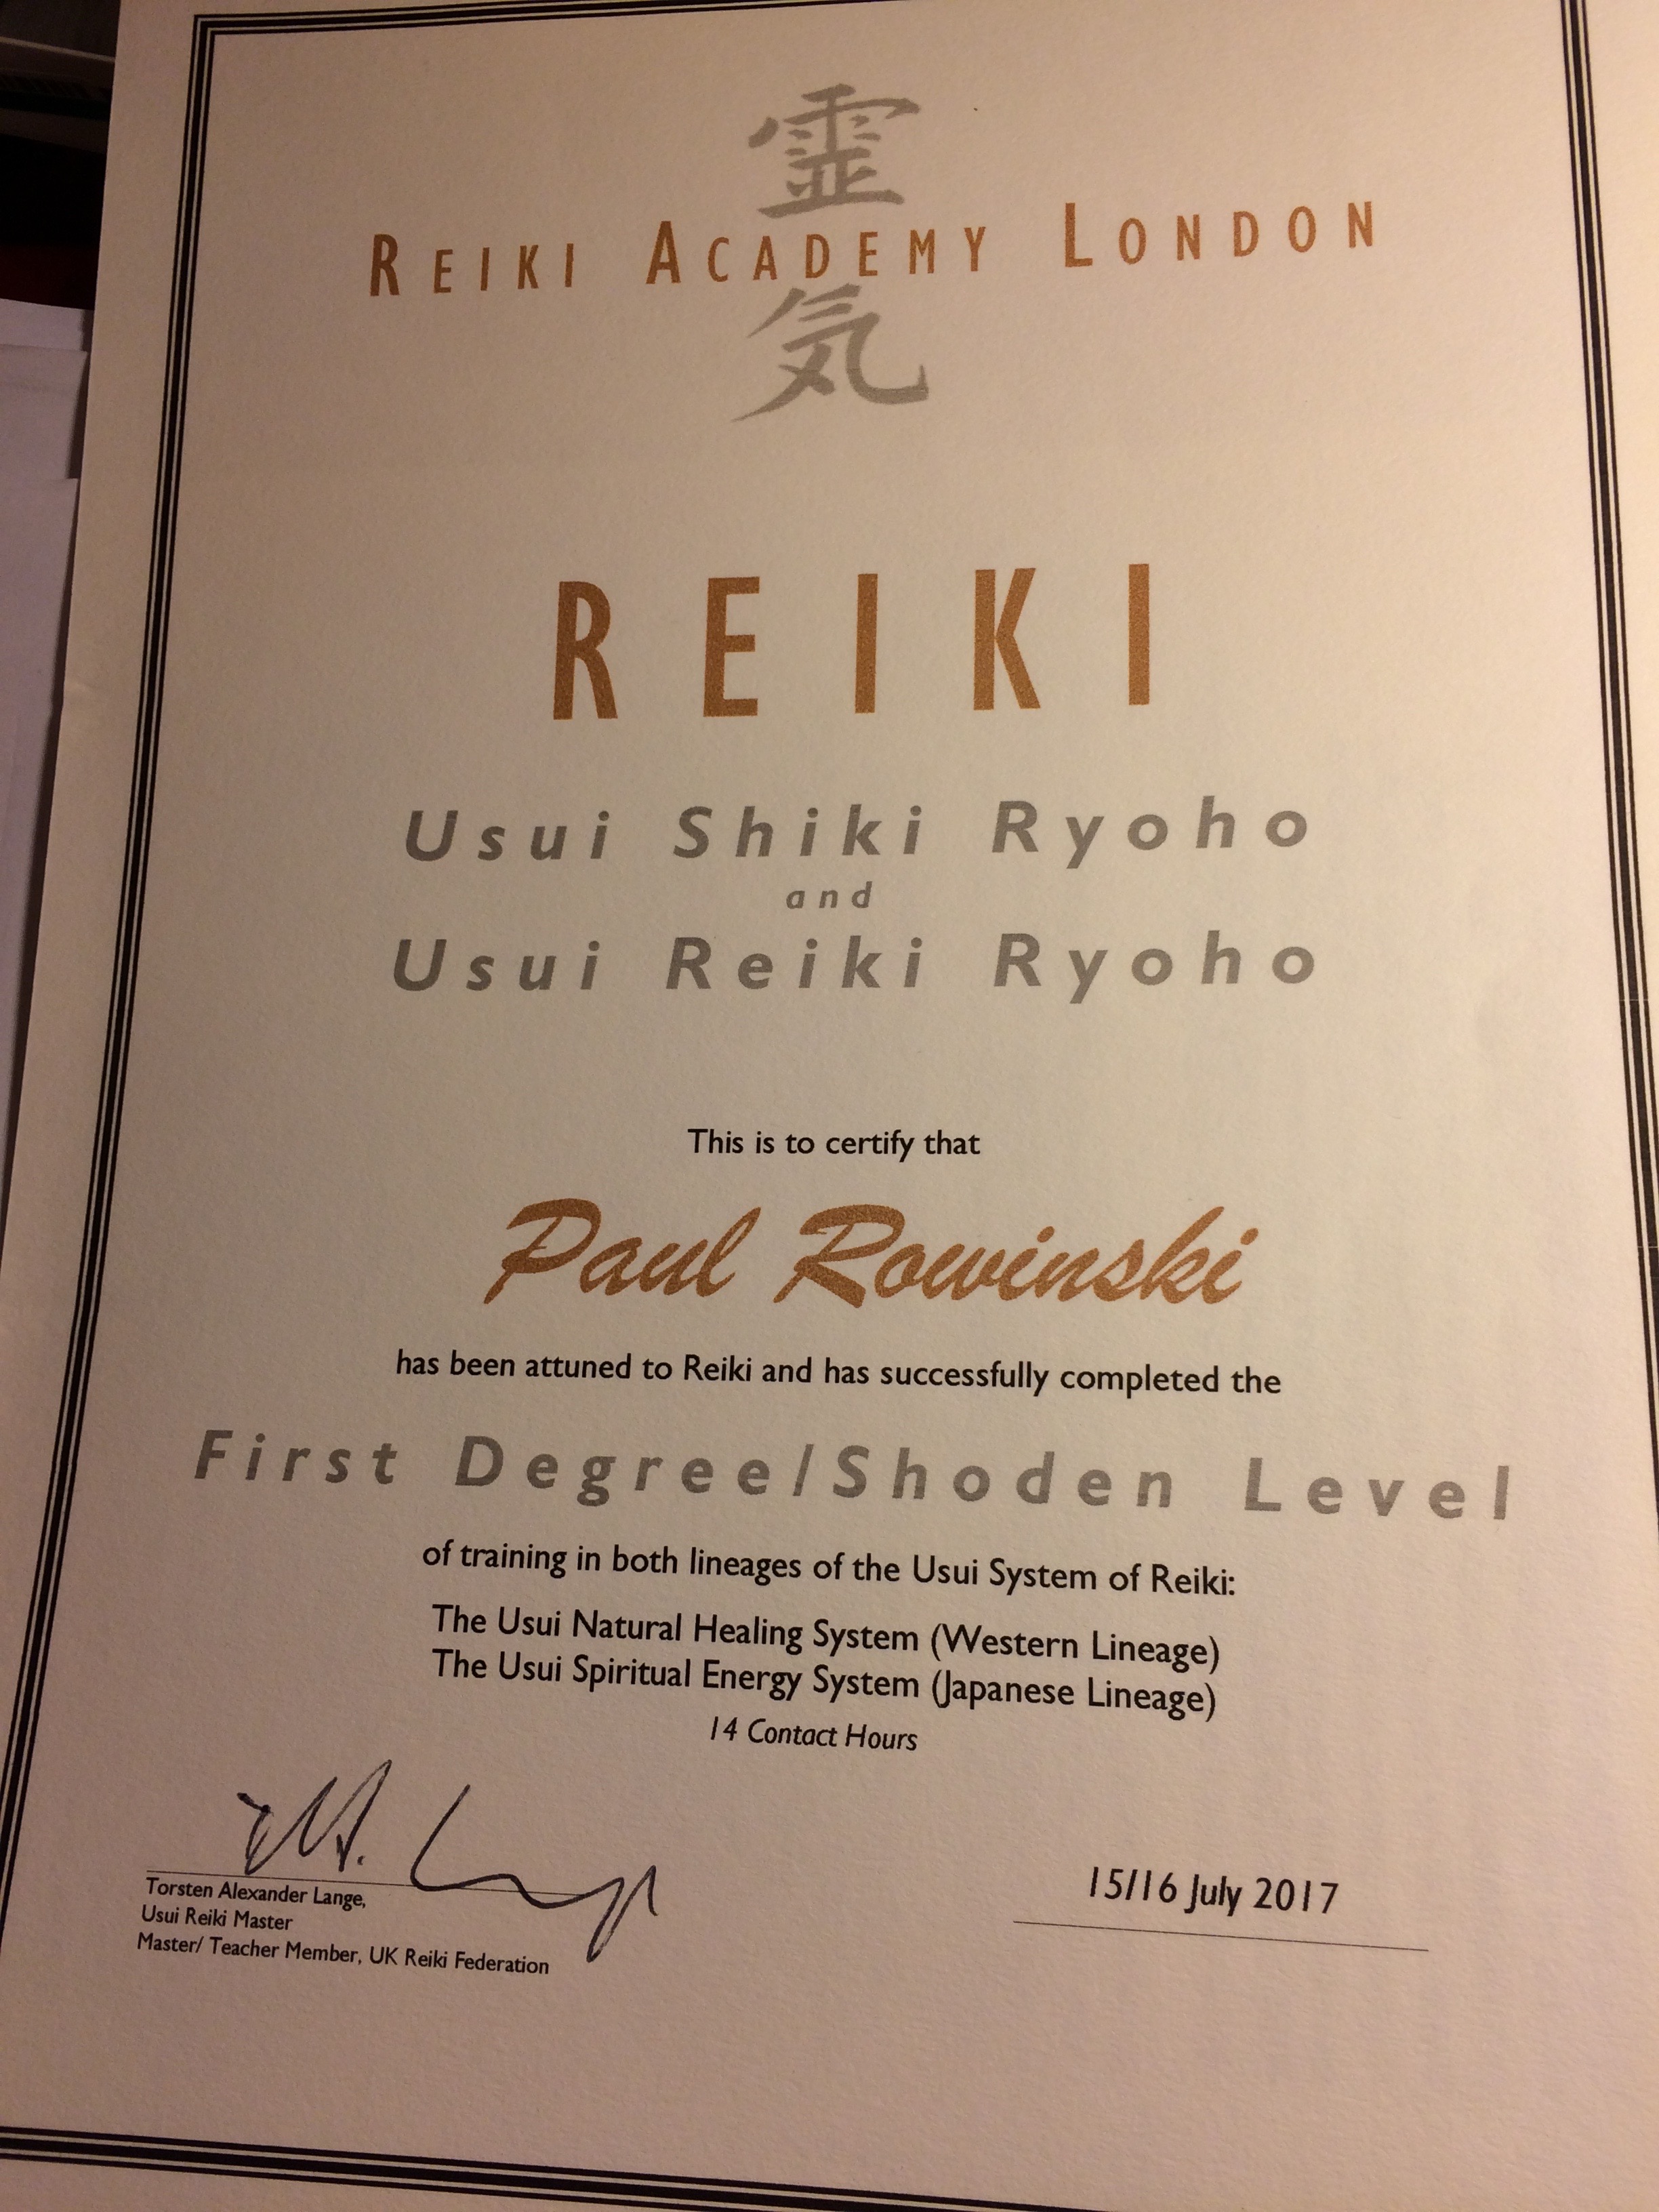 霊
REIKI ACADEMY LONDON
気
REIKI
Usui Shiki Ryoho
and
Usui Reiki Ryoho
This is to certify that
Paul Rowinski
has been attuned to Reiki and has successfully completed the
First Degree/Shoden Level
of training in both lineages of the Usui System of Reiki:
The Usui Natural Healing System (Western Lineage)
The Usui Spiritual Energy System (Japanese Lineage)
14 Contact Hours
Torsten Alexander Lange,
Usui Reiki Master
Master/ Teacher Member, UK Reiki Federation
15/16 July 2017